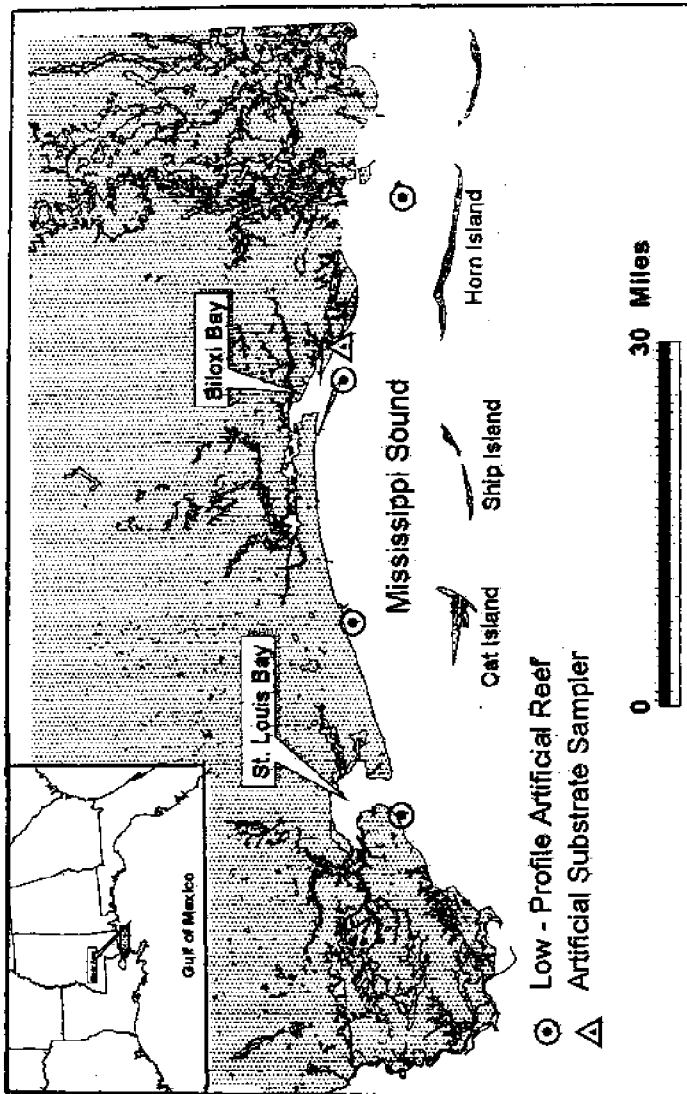 Gulf of Mexico
St. Louis Bay
Biloxi Bay
Mississippi Sound
Cat Island
Ship Island
Horn Island
0 30 Miles
Low - Profile Artificial Reef
Artificial Substrate Sampler